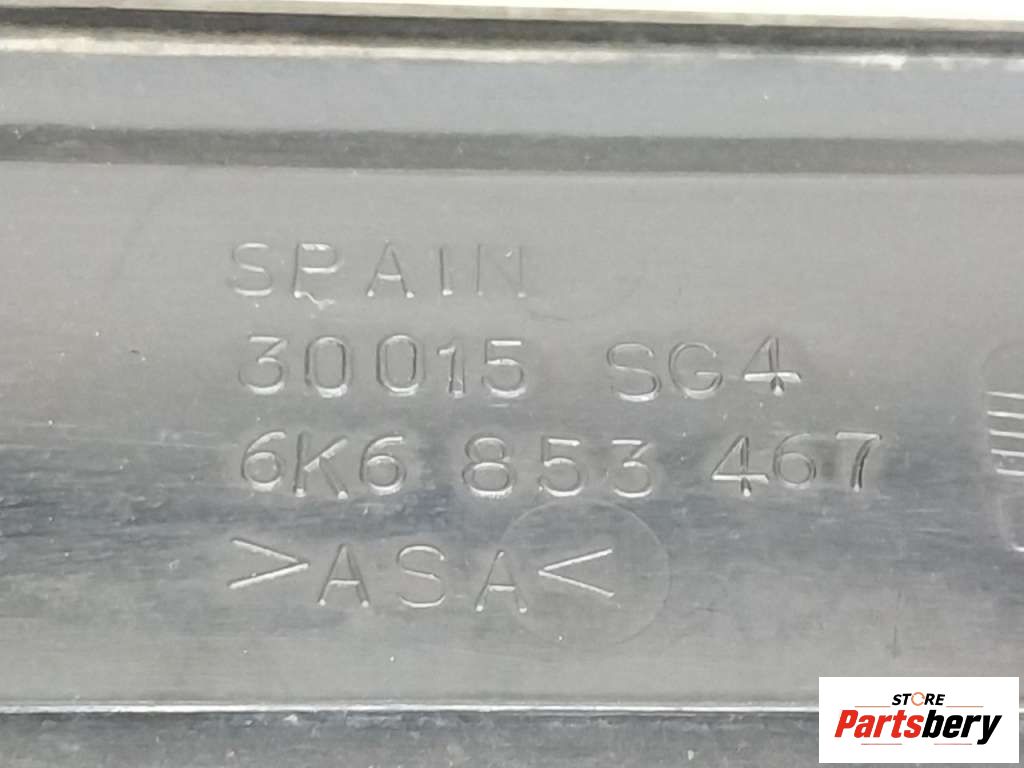 SPAIN
30015 SG4
6K6 853 467
>ASA<
STORE
Partsbery